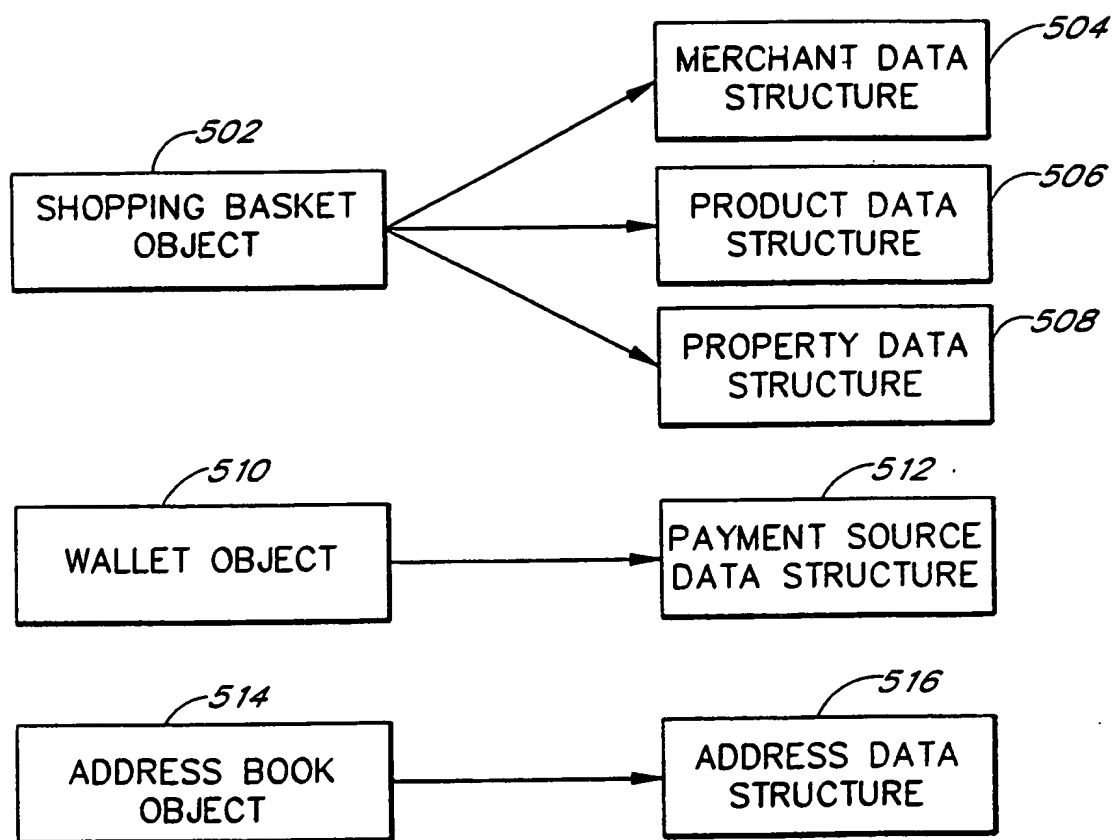 504
MERCHANT DATA
STRUCTURE
502
SHOPPING BASKET
OBJECT
506
PRODUCT DATA
STRUCTURE
508
PROPERTY DATA
STRUCTURE
510
WALLET OBJECT
512
PAYMENT SOURCE
DATA STRUCTURE
514
ADDRESS BOOK
OBJECT
516
ADDRESS DATA
STRUCTURE